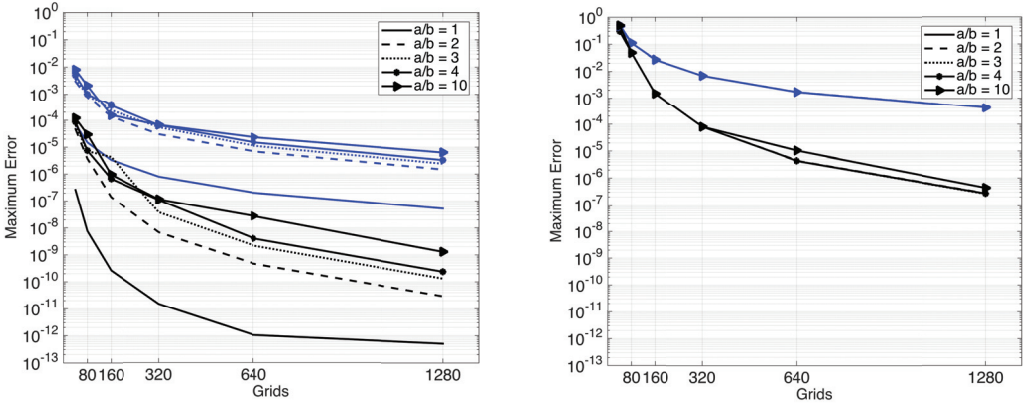 10^0
10^-1
10^-2
10^-3
10^-4
10^-5
10^-6
10^-7
10^-8
10^-9
10^-10
10^-11
10^-12
10^-13
Maximum Error
80 160 320 640 1280
Grids
a/b = 1
a/b = 2
a/b = 3
a/b = 4
a/b = 10
10^0
10^-1
10^-2
10^-3
10^-4
10^-5
10^-6
10^-7
10^-8
10^-9
10^-10
10^-11
10^-12
10^-13
Maximum Error
80 160 320 640 1280
Grids
a/b = 1
a/b = 2
a/b = 3
a/b = 4
a/b = 10